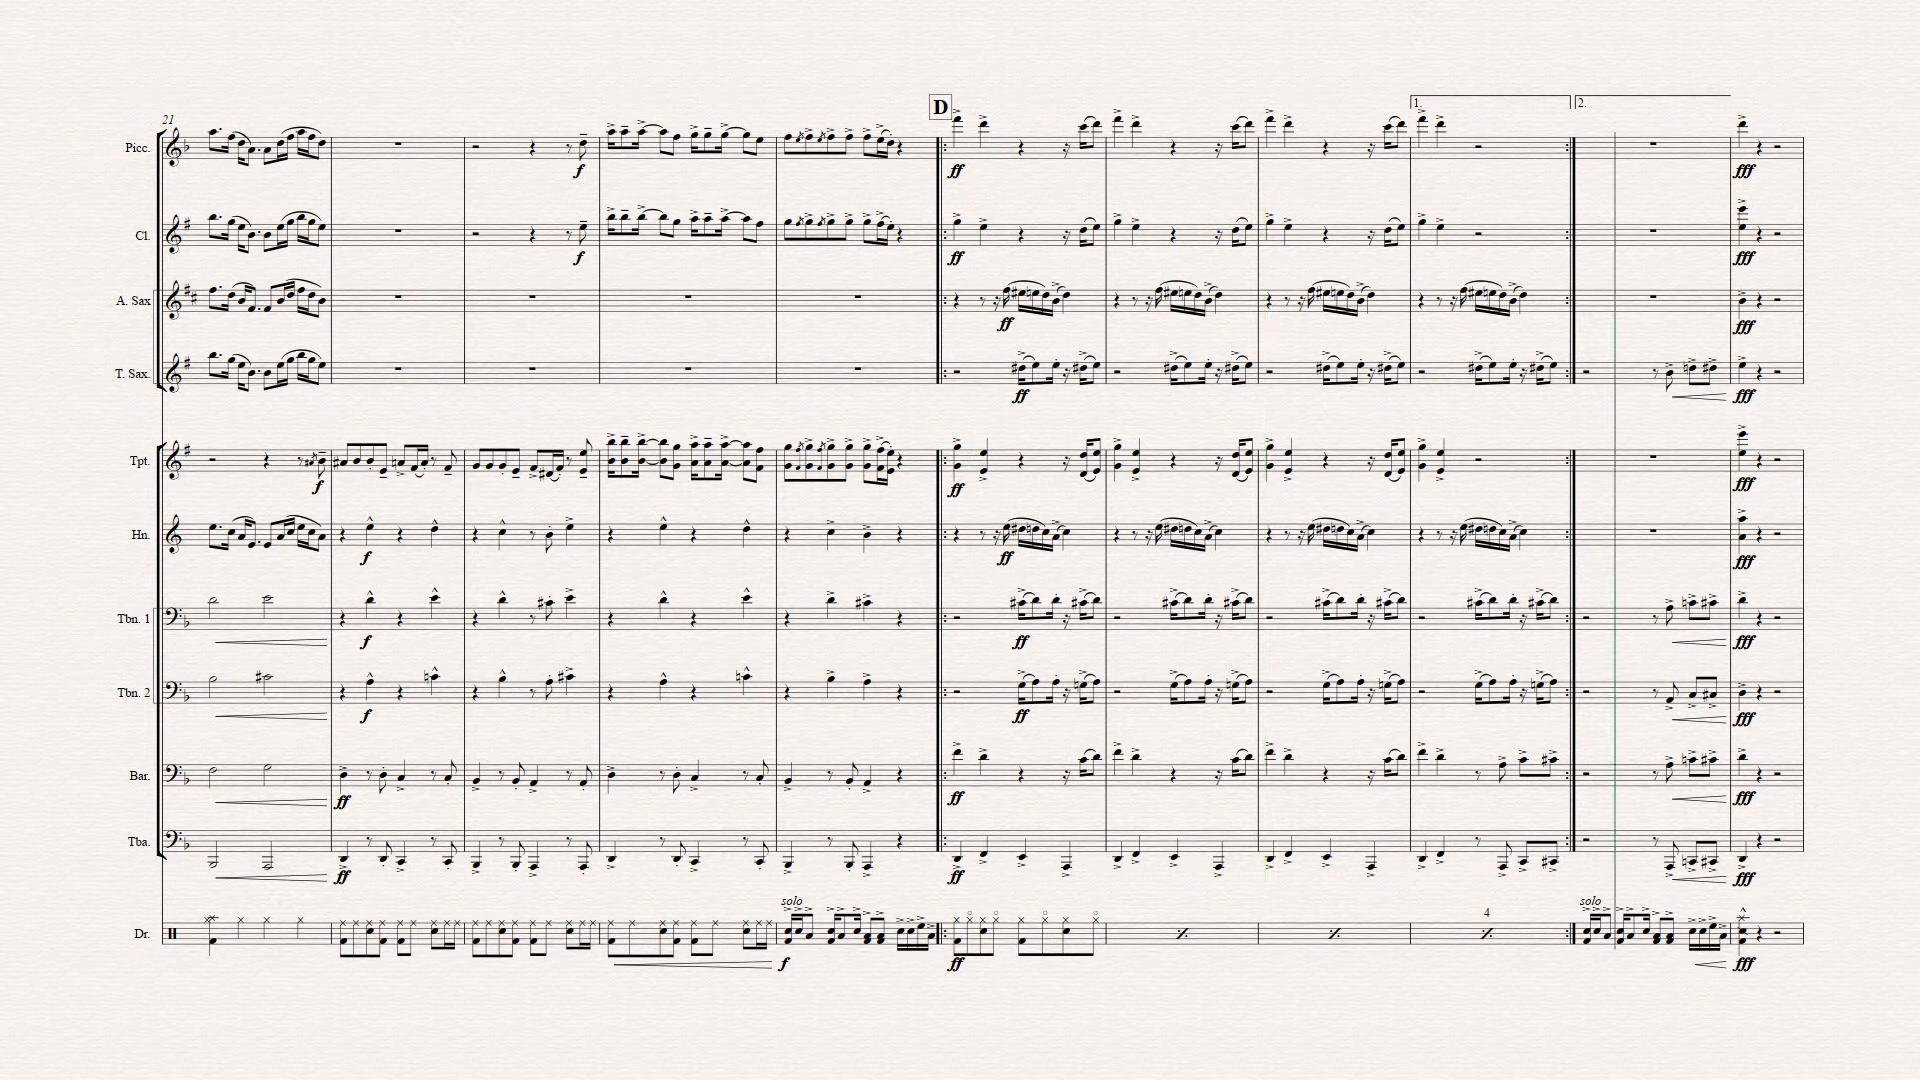 D
21
1.
2.
Picc.
f
ff
fff
Cl.
f
ff
fff
A. Sax
ff
fff
T. Sax.
ff
fff
Tpt.
f
ff
fff
Hn.
f
ff
fff
Tbn. 1
f
ff
fff
Tbn. 2
f
ff
fff
Bar.
ff
ff
fff
Tba.
ff
ff
fff
solo
solo
4
Dr.
f
ff
fff